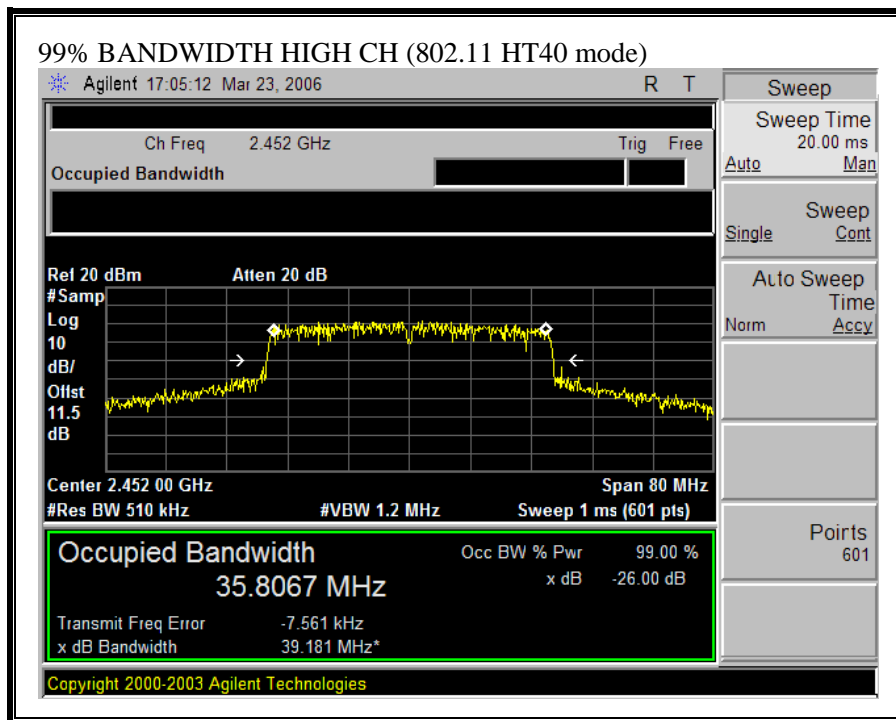 99% BANDWIDTH HIGH CH (802.11 HT40 mode)
Agilent 17:05:12 Mar 23, 2006 R T
Ch Freq 2.452 GHz Trig Free
Occupied Bandwidth
Ref 20 dBm Atten 20 dB
#Samp
Log
10
dB/
Offst
11.5
dB
Center 2.452 00 GHz Span 80 MHz
#Res BW 510 kHz #VBW 1.2 MHz Sweep 1 ms (601 pts)
Occupied Bandwidth Occ BW % Pwr 99.00 %
35.8067 MHz x dB -26.00 dB
Transmit Freq Error -7.561 kHz
x dB Bandwidth 39.181 MHz*
Copyright 2000-2003 Agilent Technologies
Sweep
Sweep Time
20.00 ms
Auto Man
Sweep
Single Cont
Auto Sweep
Time
Norm Accy
Points
601